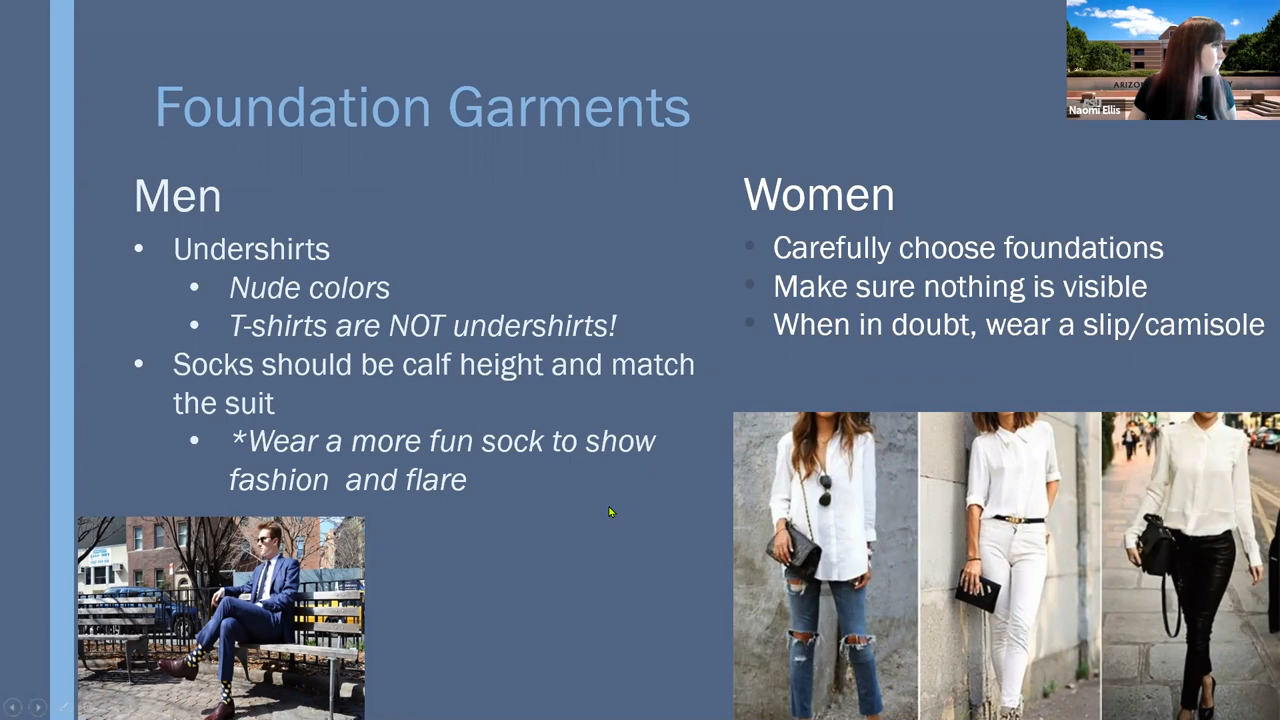 Foundation Garments
Men
Undershirts
Nude colors
T-shirts are NOT undershirts!
Socks should be calf height and match
the suit
*Wear a more fun sock to show
fashion and flare
Women
Carefully choose foundations
Make sure nothing is visible
When in doubt, wear a slip/camisole
Naomi Ellis